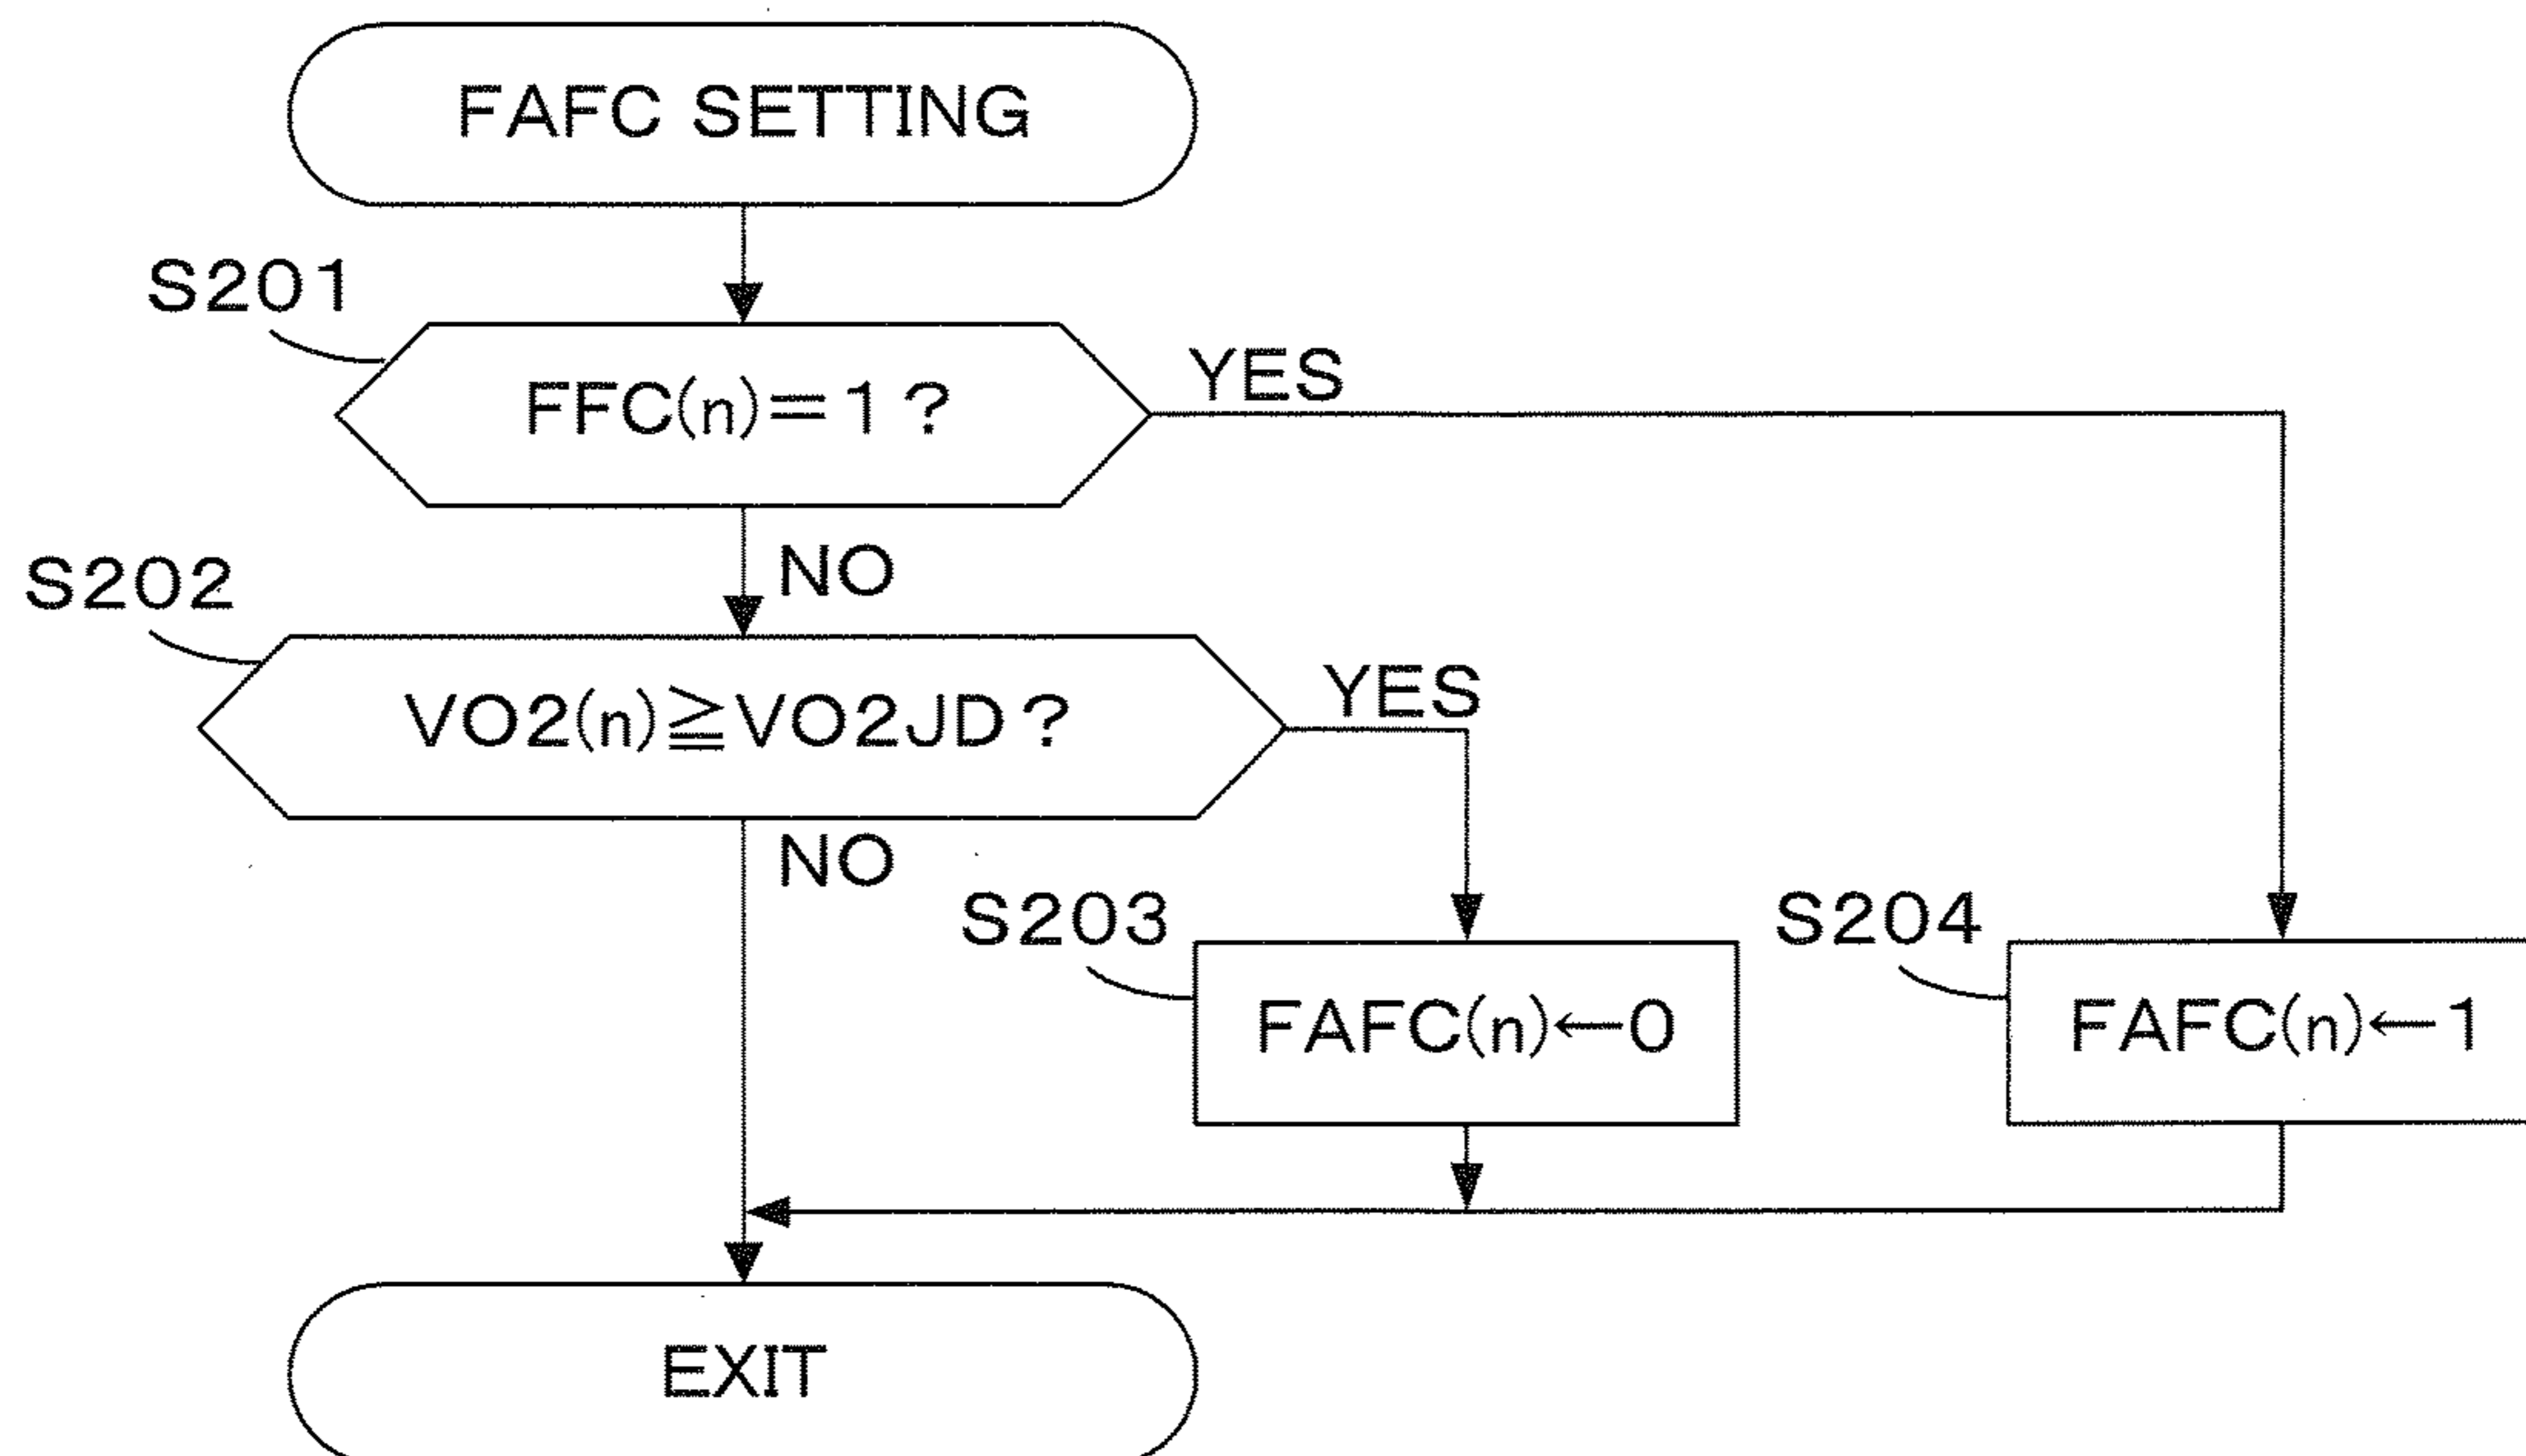 FAFC SETTING
S201
FFC(n)=1?
YES
NO
S202
VO2(n)≧VO2JD?
YES
NO
S203
FAFC(n)←0
S204
FAFC(n)←1
EXIT